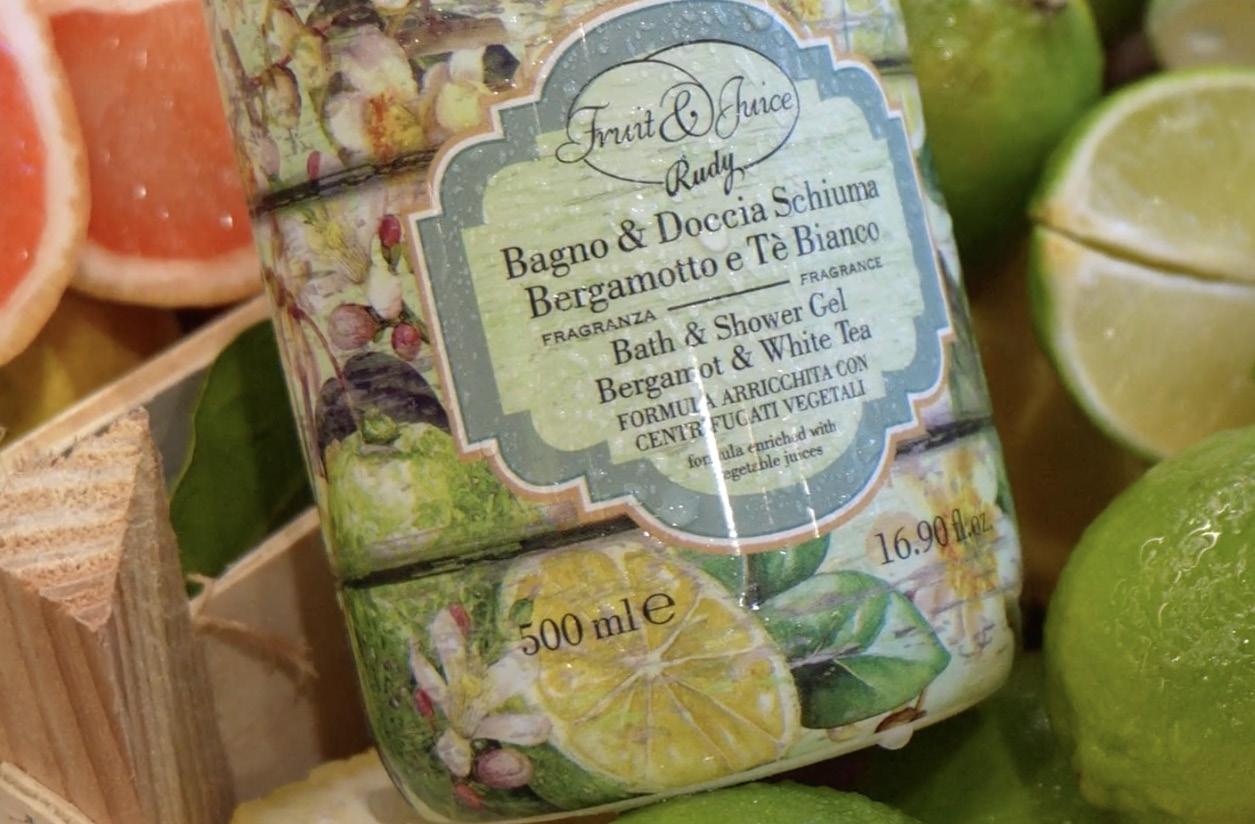 Fruit & Juice
Rudy
Bagno & Doccia Schiuma
Bergamotto e Tè Bianco
FRAGRANZA FRAGRANCE
Bath & Shower Gel
Bergamot & White Tea
FORMULA ARRICCHITA CON
CENTRIFUGATI VEGETALI
formula enriched with
vegetable juices
16.90 fl.oz.
500 ml e